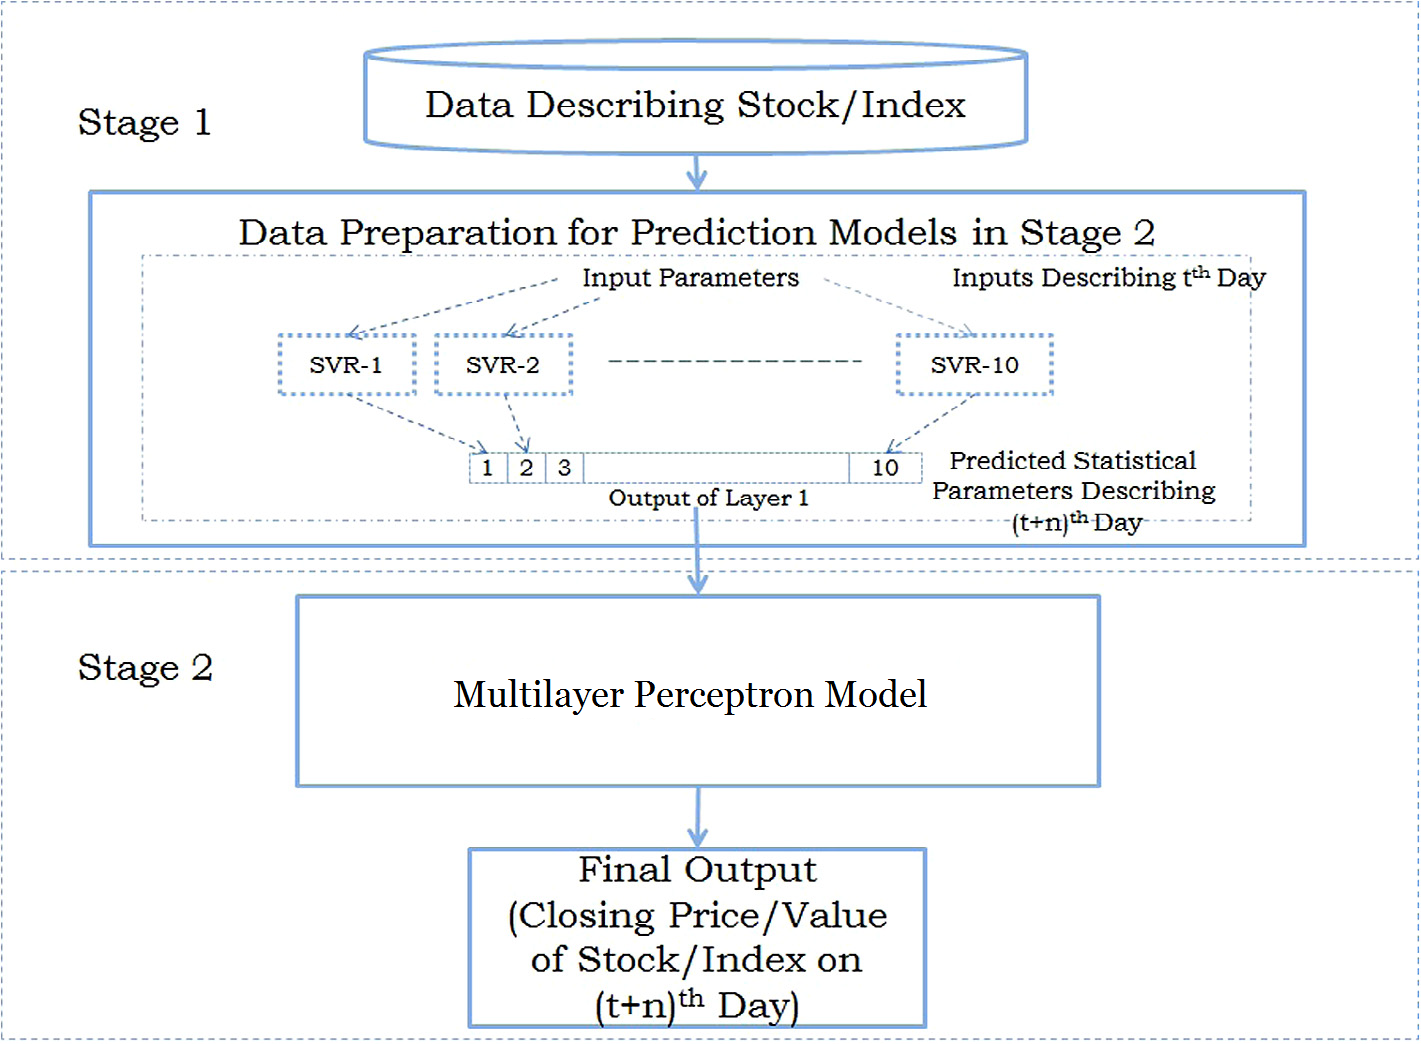 Stage 1
Data Describing Stock/Index
Data Preparation for Prediction Models in Stage 2
Input Parameters
Inputs Describing tth Day
SVR-1
SVR-2
SVR-10
1
2
3
10
Output of Layer 1
Predicted Statistical
Parameters Describing
(t+n)th Day
Stage 2
Multilayer Perceptron Model
Final Output
(Closing Price/Value
of Stock/Index on
(t+n)th Day)